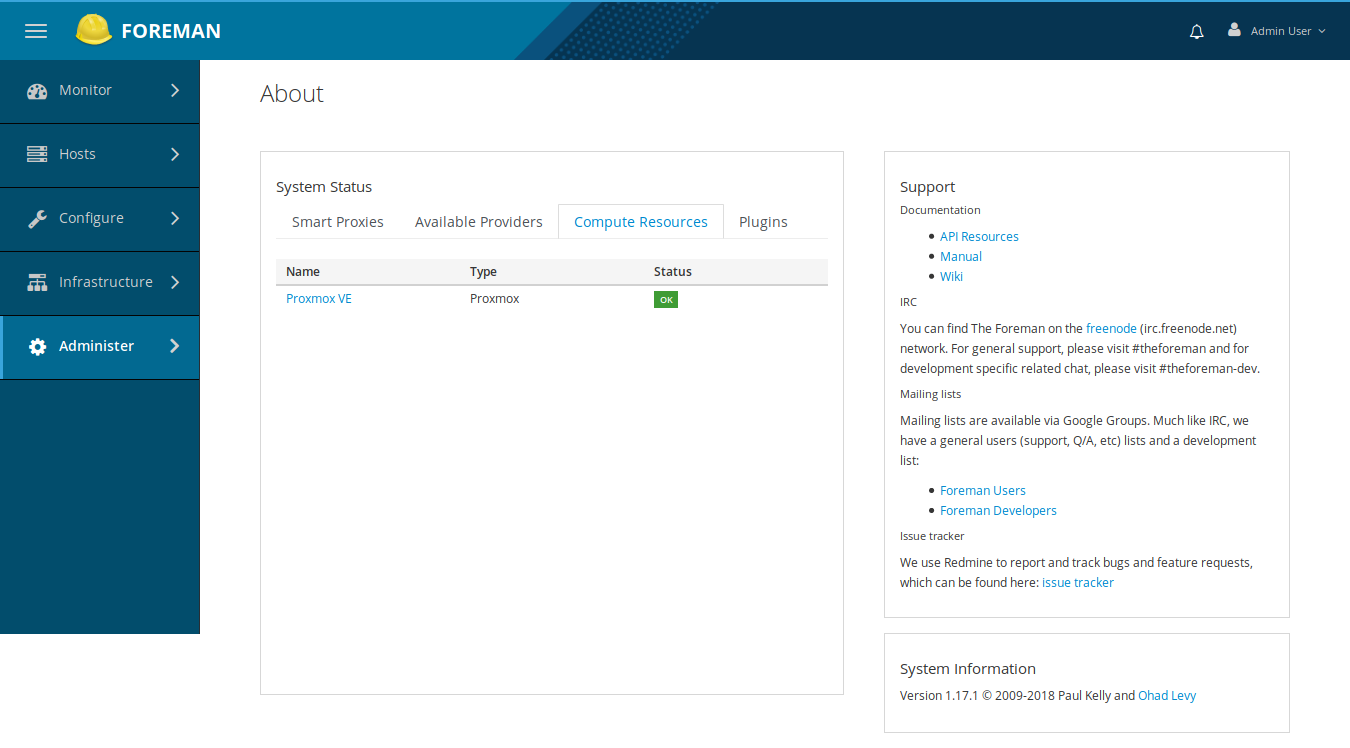 FOREMAN
Admin User
Monitor
Hosts
Configure
Infrastructure
Administer
About
System Status
Smart Proxies Available Providers Compute Resources Plugins
Name Type Status
Proxmox VE Proxmox OK
Support
Documentation
API Resources
Manual
Wiki
IRC
You can find The Foreman on the freenode (irc.freenode.net)
network. For general support, please visit #theforeman and for
development specific related chat, please visit #theforeman-dev.
Mailing lists
Mailing lists are available via Google Groups. Much like IRC, we
have a general users (support, Q/A, etc) lists and a development
list:
Foreman Users
Foreman Developers
Issue tracker
We use Redmine to report and track bugs and feature requests,
which can be found here: issue tracker
System Information
Version 1.17.1 © 2009-2018 Paul Kelly and Ohad Levy